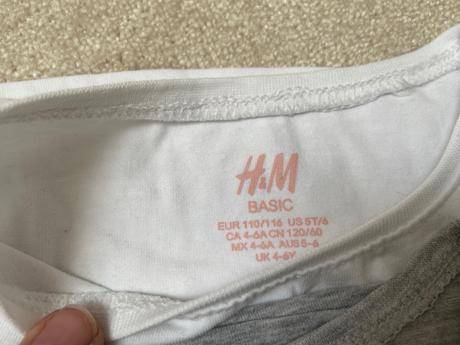 H&M
BASIC
EUR 110/116 US 5T/6
CA 4-6A CN 120/60
MX 4-6A AUS 5-6
UK 4-6Y